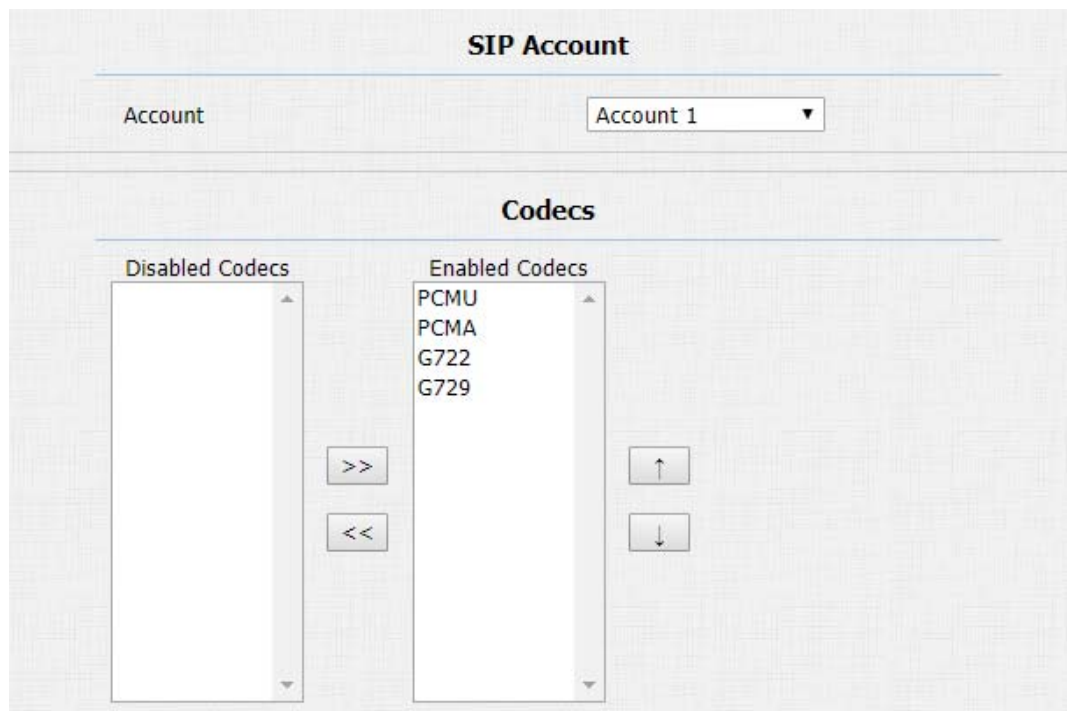 SIP Account
Account
Account 1
Codecs
Disabled Codecs
Enabled Codecs
PCMU
PCMA
G722
G729
>>
↑
<<
↓